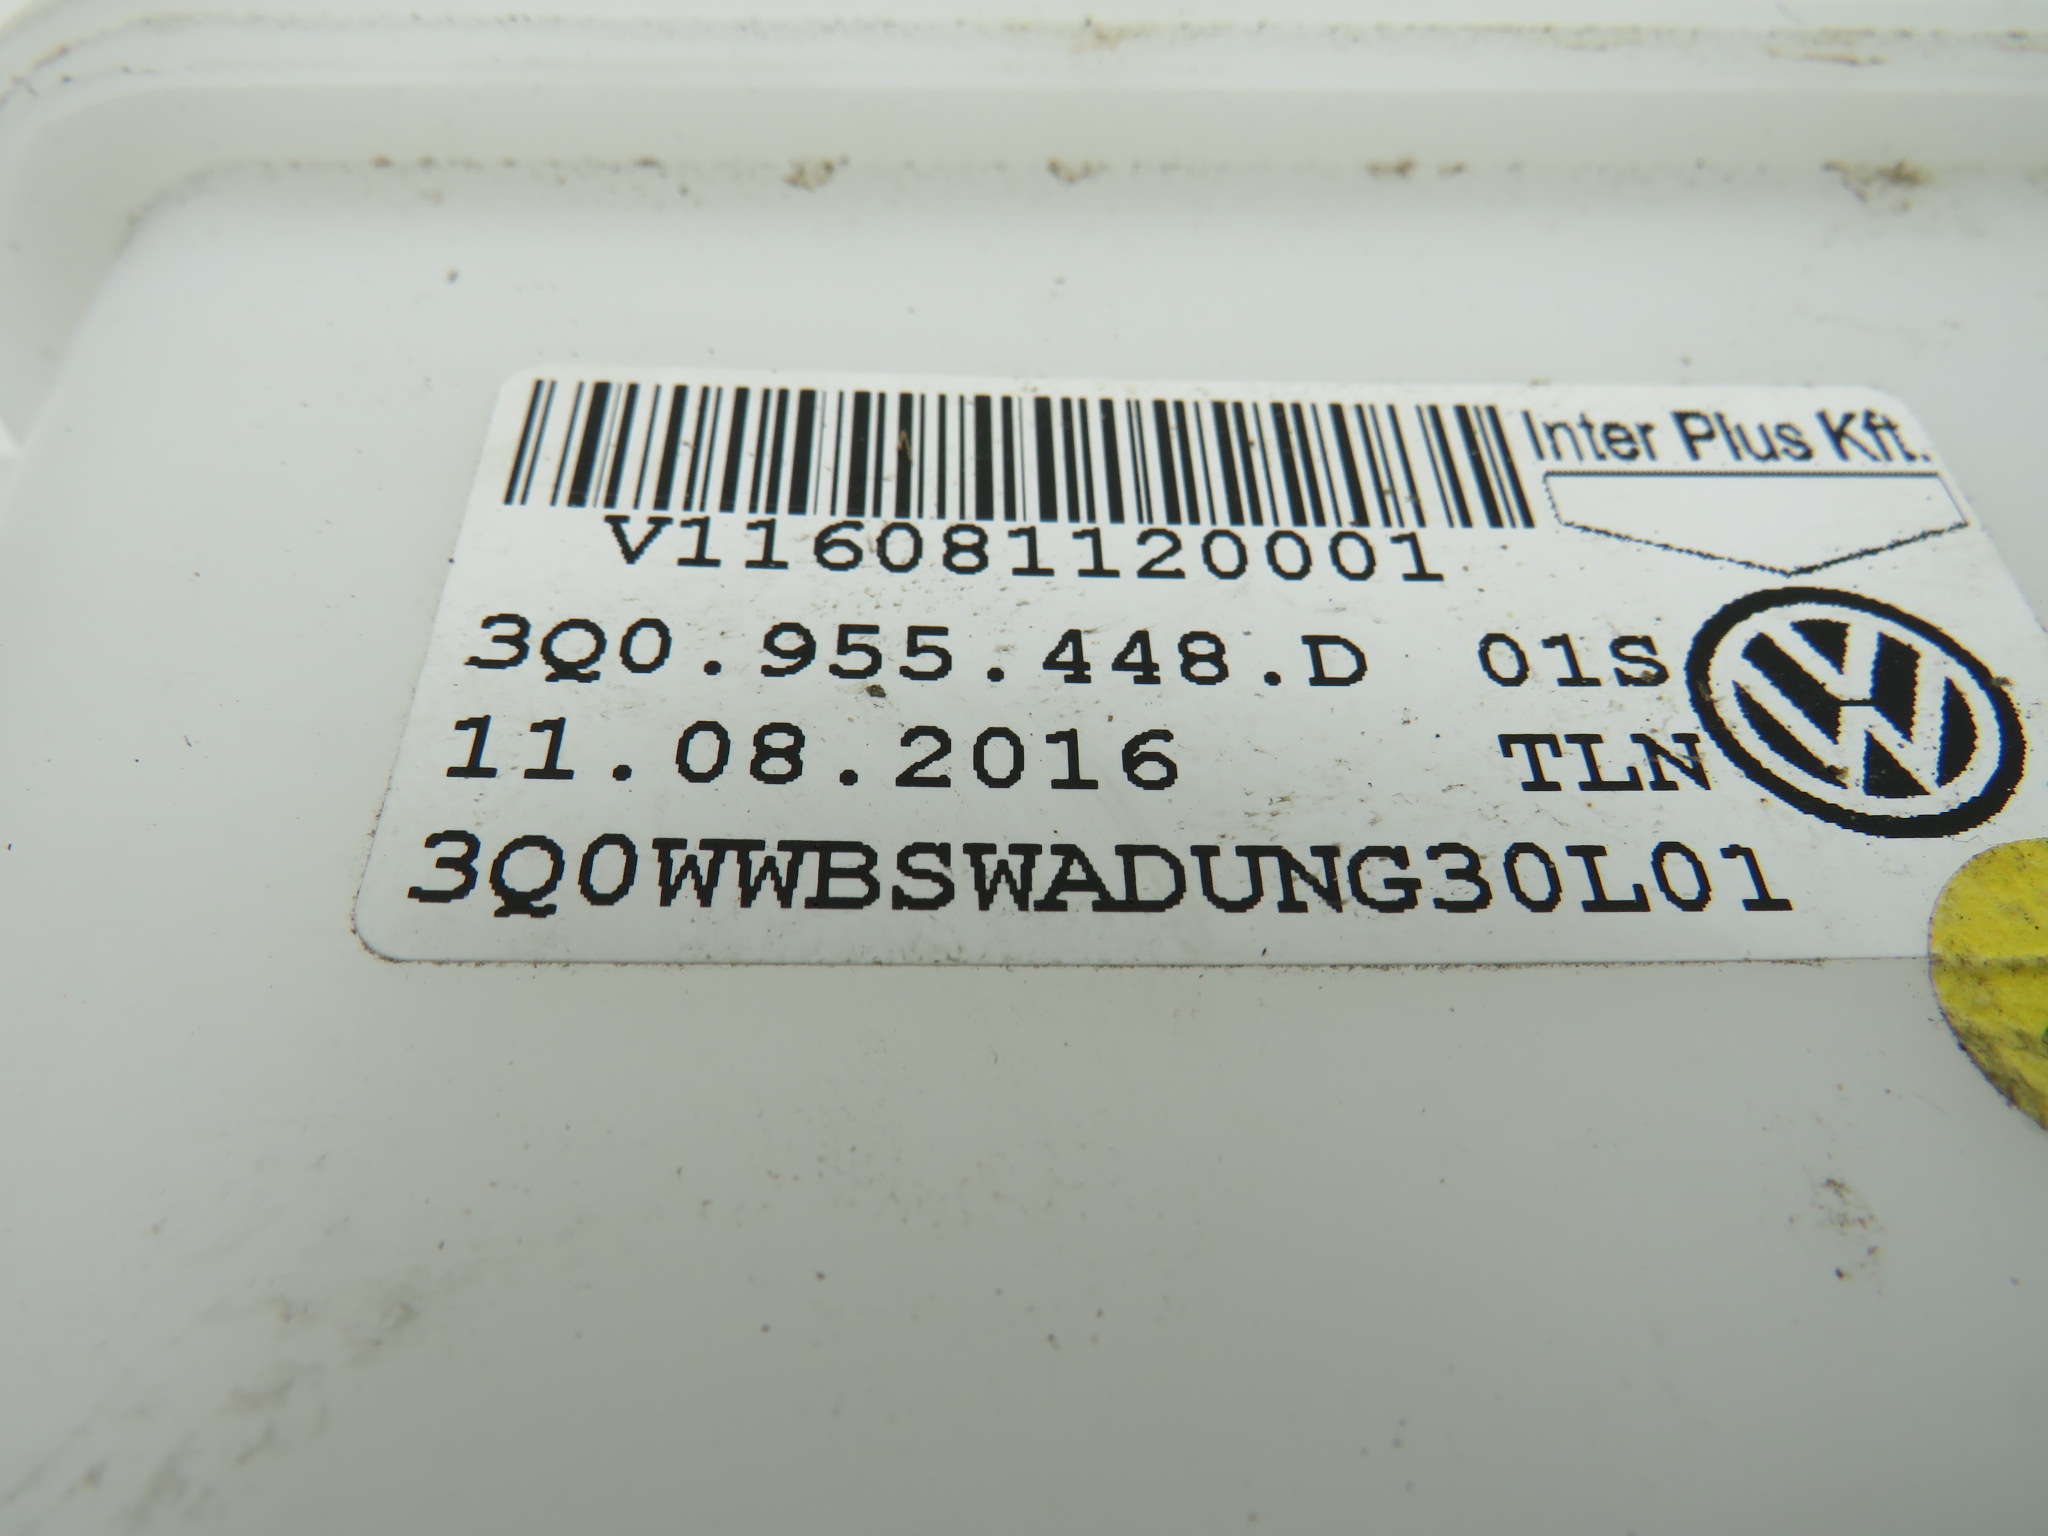 Inter Plus Kft.
V116081120001
3Q0.955.448.D 01S
11.08.2016 TLN
3Q0WWBSWADUNG30L01